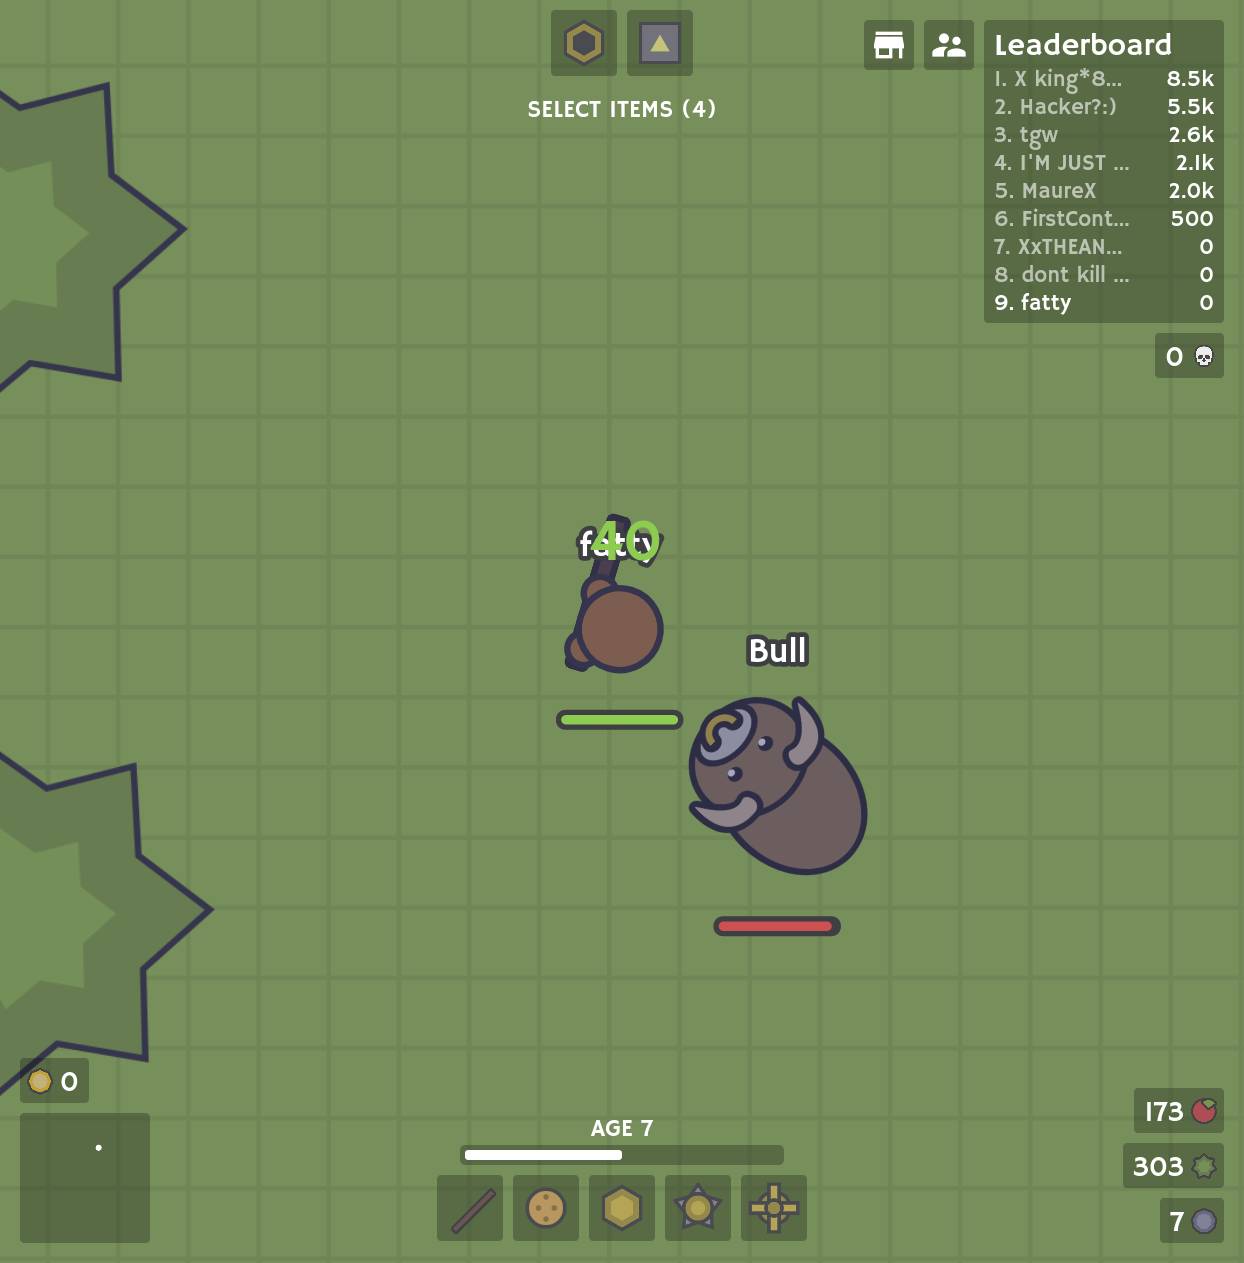 SELECT ITEMS (4)
Leaderboard
1. X king*8... 8.5k
2. Hacker?:) 5.5k
3. tgw 2.6k
4. I'M JUST ... 2.1k
5. MaureX 2.0k
6. FirstCont... 500
7. XxTHEAN... 0
8. dont kill ... 0
9. fatty 0
0
fatty
40
Bull
0
AGE 7
173
303
7